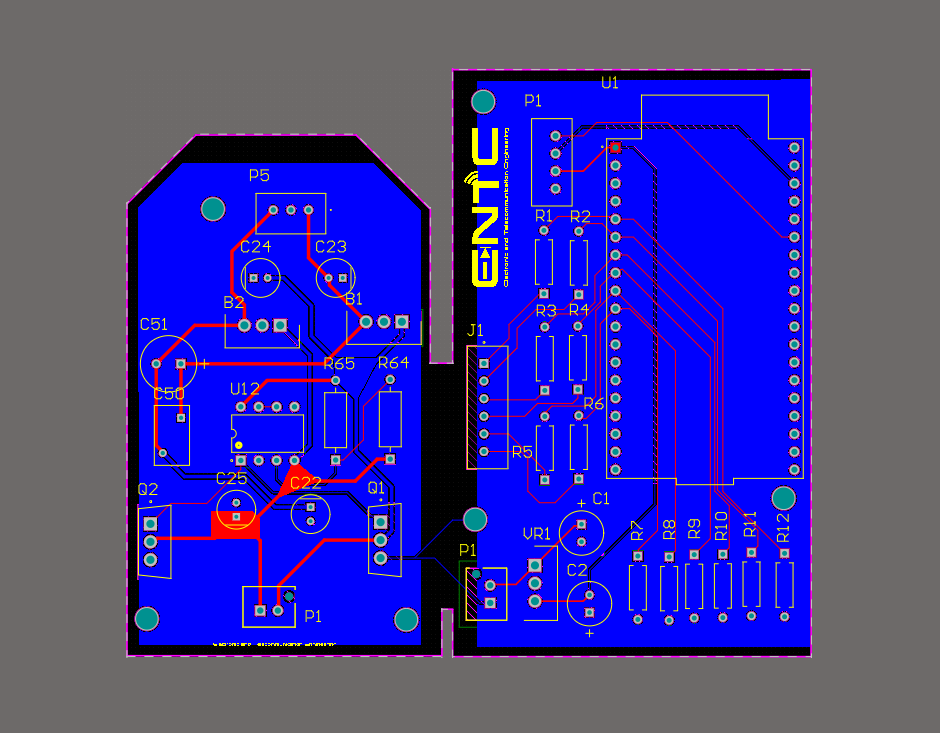 U1
P1
P5
ENTC
Electronic and Telecommunication Engineering
R1
R2
C24
C23
B2
B1
C51
R3
R4
J1
+
R65
R64
C50
U12
R6
R5
C25
C22
Q2
Q1
+
C1
VR1
R7
R8
R9
R10
R11
R12
P1
C2
P1
+